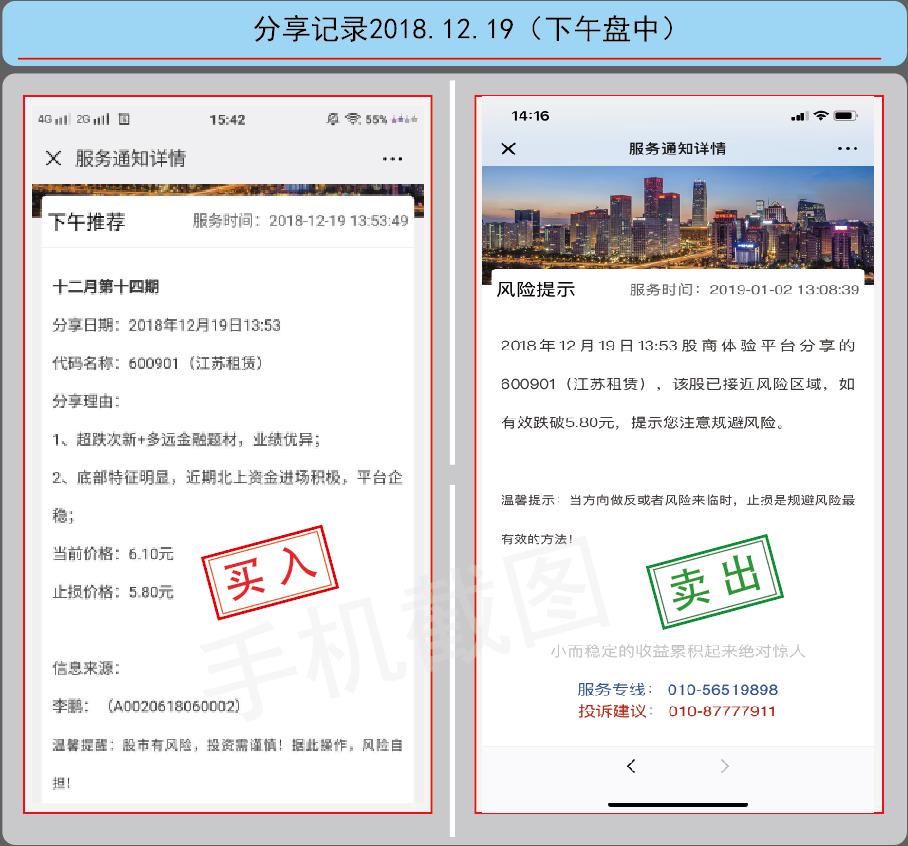 分享记录2018.12.19（下午盘中）
4G 2G 15:42 55%
服务通知详情
下午推荐 服务时间：2018-12-19 13:53:49
十二月第十四期
分享日期：2018年12月19日13:53
代码名称：600901（江苏租赁）
分享理由：
1、超跌次新+多远金融题材，业绩优异；
2、底部特征明显，近期北上资金进场积极，平台企
稳；
当前价格：6.10元
止损价格：5.80元
买入
信息来源：
李鹏：（A0020618060002）
温馨提醒：股市有风险，投资需谨慎！据此操作，风险自
担！
14:16
服务通知详情
风险提示 服务时间：2019-01-02 13:08:39
2018年12月19日13:53股商体验平台分享的
600901（江苏租赁），该股已接近风险区域，如
有效跌破5.80元，提示您注意规避风险。
温馨提示：当方向做反或者风险来临时，止损是规避风险最
有效的方法！
卖出
小而稳定的收益累积起来绝对惊人
服务专线：010-56519898
投诉建议：010-87777911
手机截图